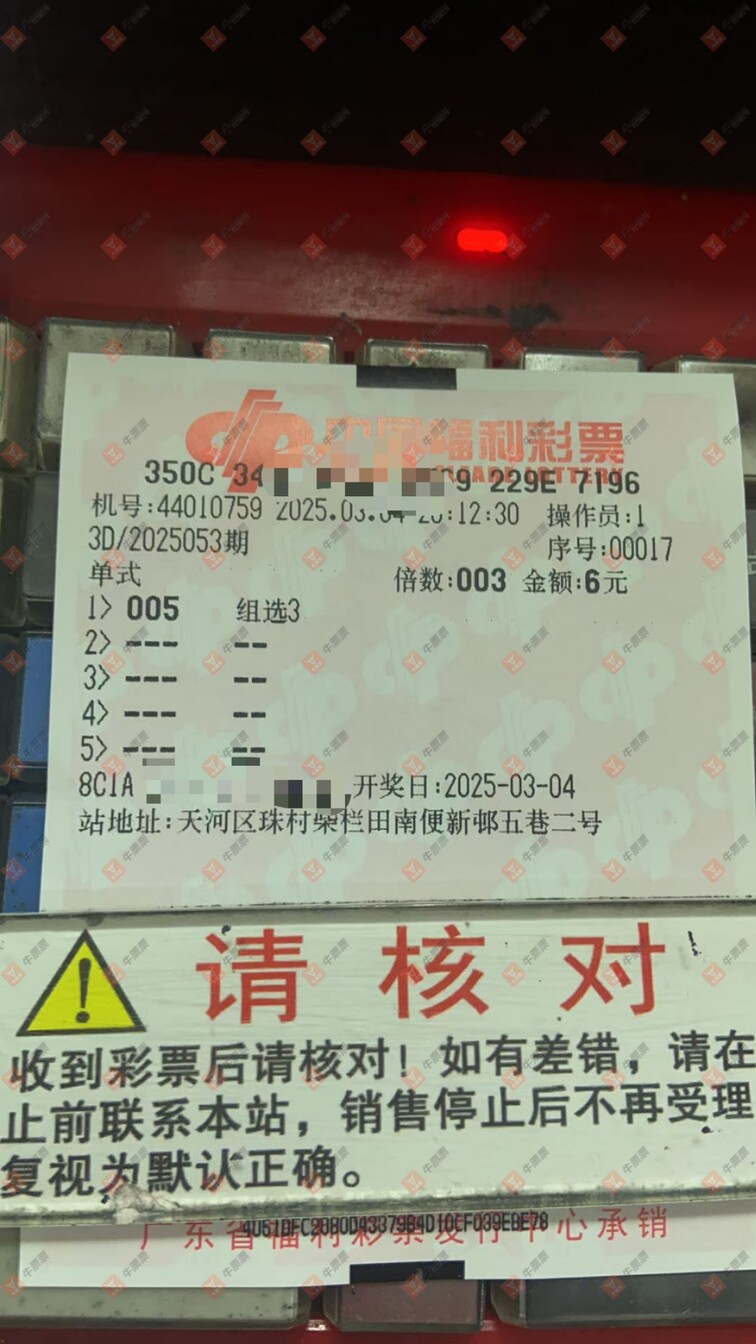 中国福利彩票
350C 34 9 229E 7196
机号:44010759 2025.03.04 20:12:30 操作员:1
3D/2025053期 序号:00017
单式 倍数:003 金额:6元
1> 005 组选3
2> --- --
3> --- --
4> --- --
5> --- --
8C1A 开奖日:2025-03-04
站地址:天河区珠村柴栏田南便新邨五巷二号
请核对
收到彩票后请核对!如有差错,请在
止前联系本站,销售停止后不再受理
复视为默认正确。
广东省福利彩票发行中心承销
牛票票